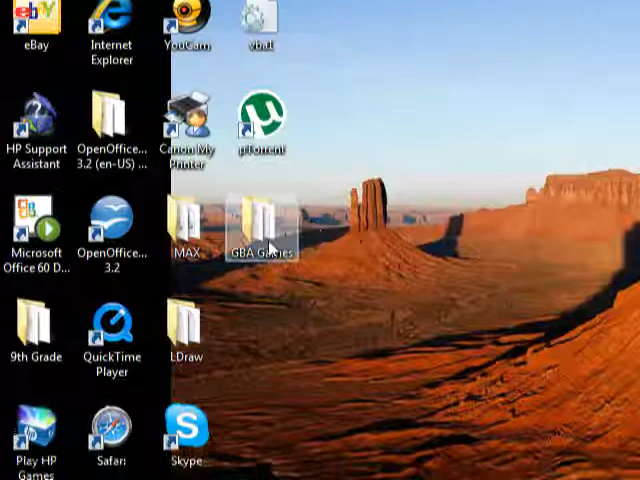 eBay
Internet
Explorer
YouCam
vba1
HP Support
Assistant
OpenOffice...
3.2 (en-US) ...
Canon My
Printer
µTorrent
Microsoft
Office 60 D...
OpenOffice...
3.2
MAX
GBA Games
9th Grade
QuickTime
Player
LDraw
Play HP
Games
Safari
Skype